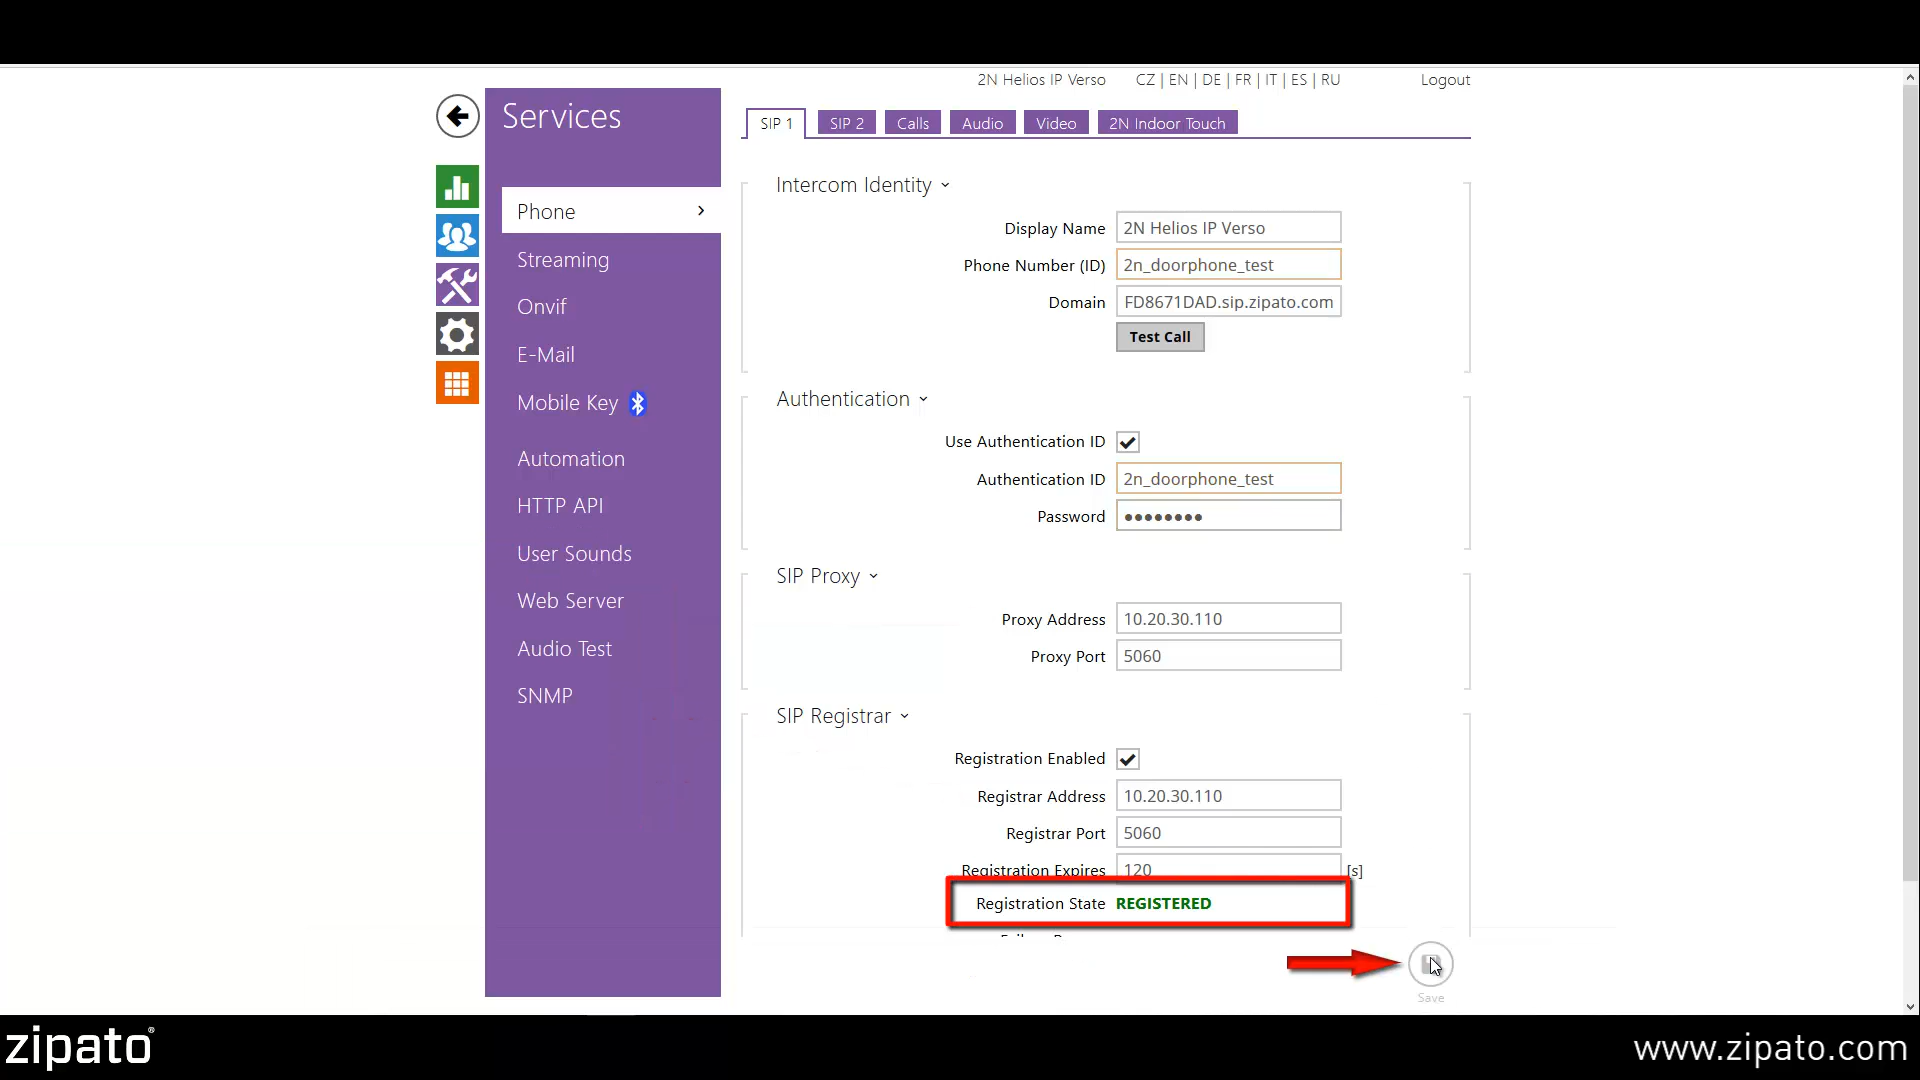 2N Helios IP Verso CZ | EN | DE | FR | IT | ES | RU Logout
Services
SIP 1 SIP 2 Calls Audio Video 2N Indoor Touch
Phone
Streaming
Onvif
E-Mail
Mobile Key
Automation
HTTP API
User Sounds
Web Server
Audio Test
SNMP
Intercom Identity
Display Name 2N Helios IP Verso
Phone Number (ID) 2n_doorphone_test
Domain FD8671DAD.sip.zipato.com
Test Call
Authentication
Use Authentication ID
Authentication ID 2n_doorphone_test
Password ••••••••
SIP Proxy
Proxy Address 10.20.30.110
Proxy Port 5060
SIP Registrar
Registration Enabled
Registrar Address 10.20.30.110
Registrar Port 5060
Registration Expires 120 [s]
Registration State REGISTERED
Save
zipato® www.zipato.com